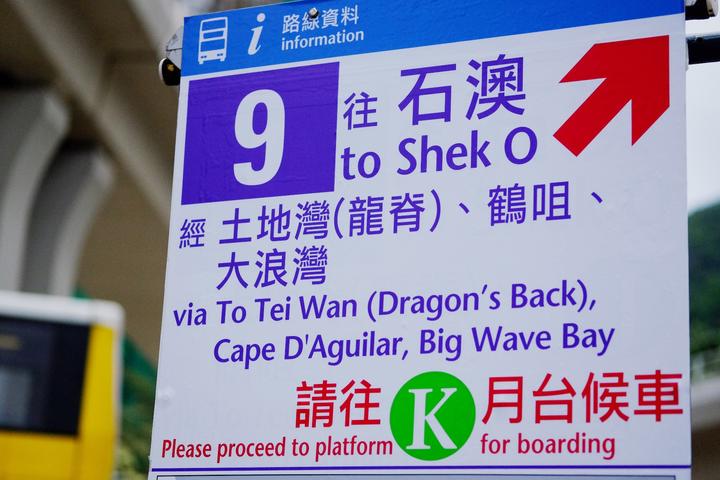 路線資料
information
9
往 石澳
to Shek O
經 土地灣(龍脊)、鶴咀、
大浪灣
via To Tei Wan (Dragon's Back),
Cape D'Aguilar, Big Wave Bay
請往 K 月台候車
Please proceed to platform for boarding